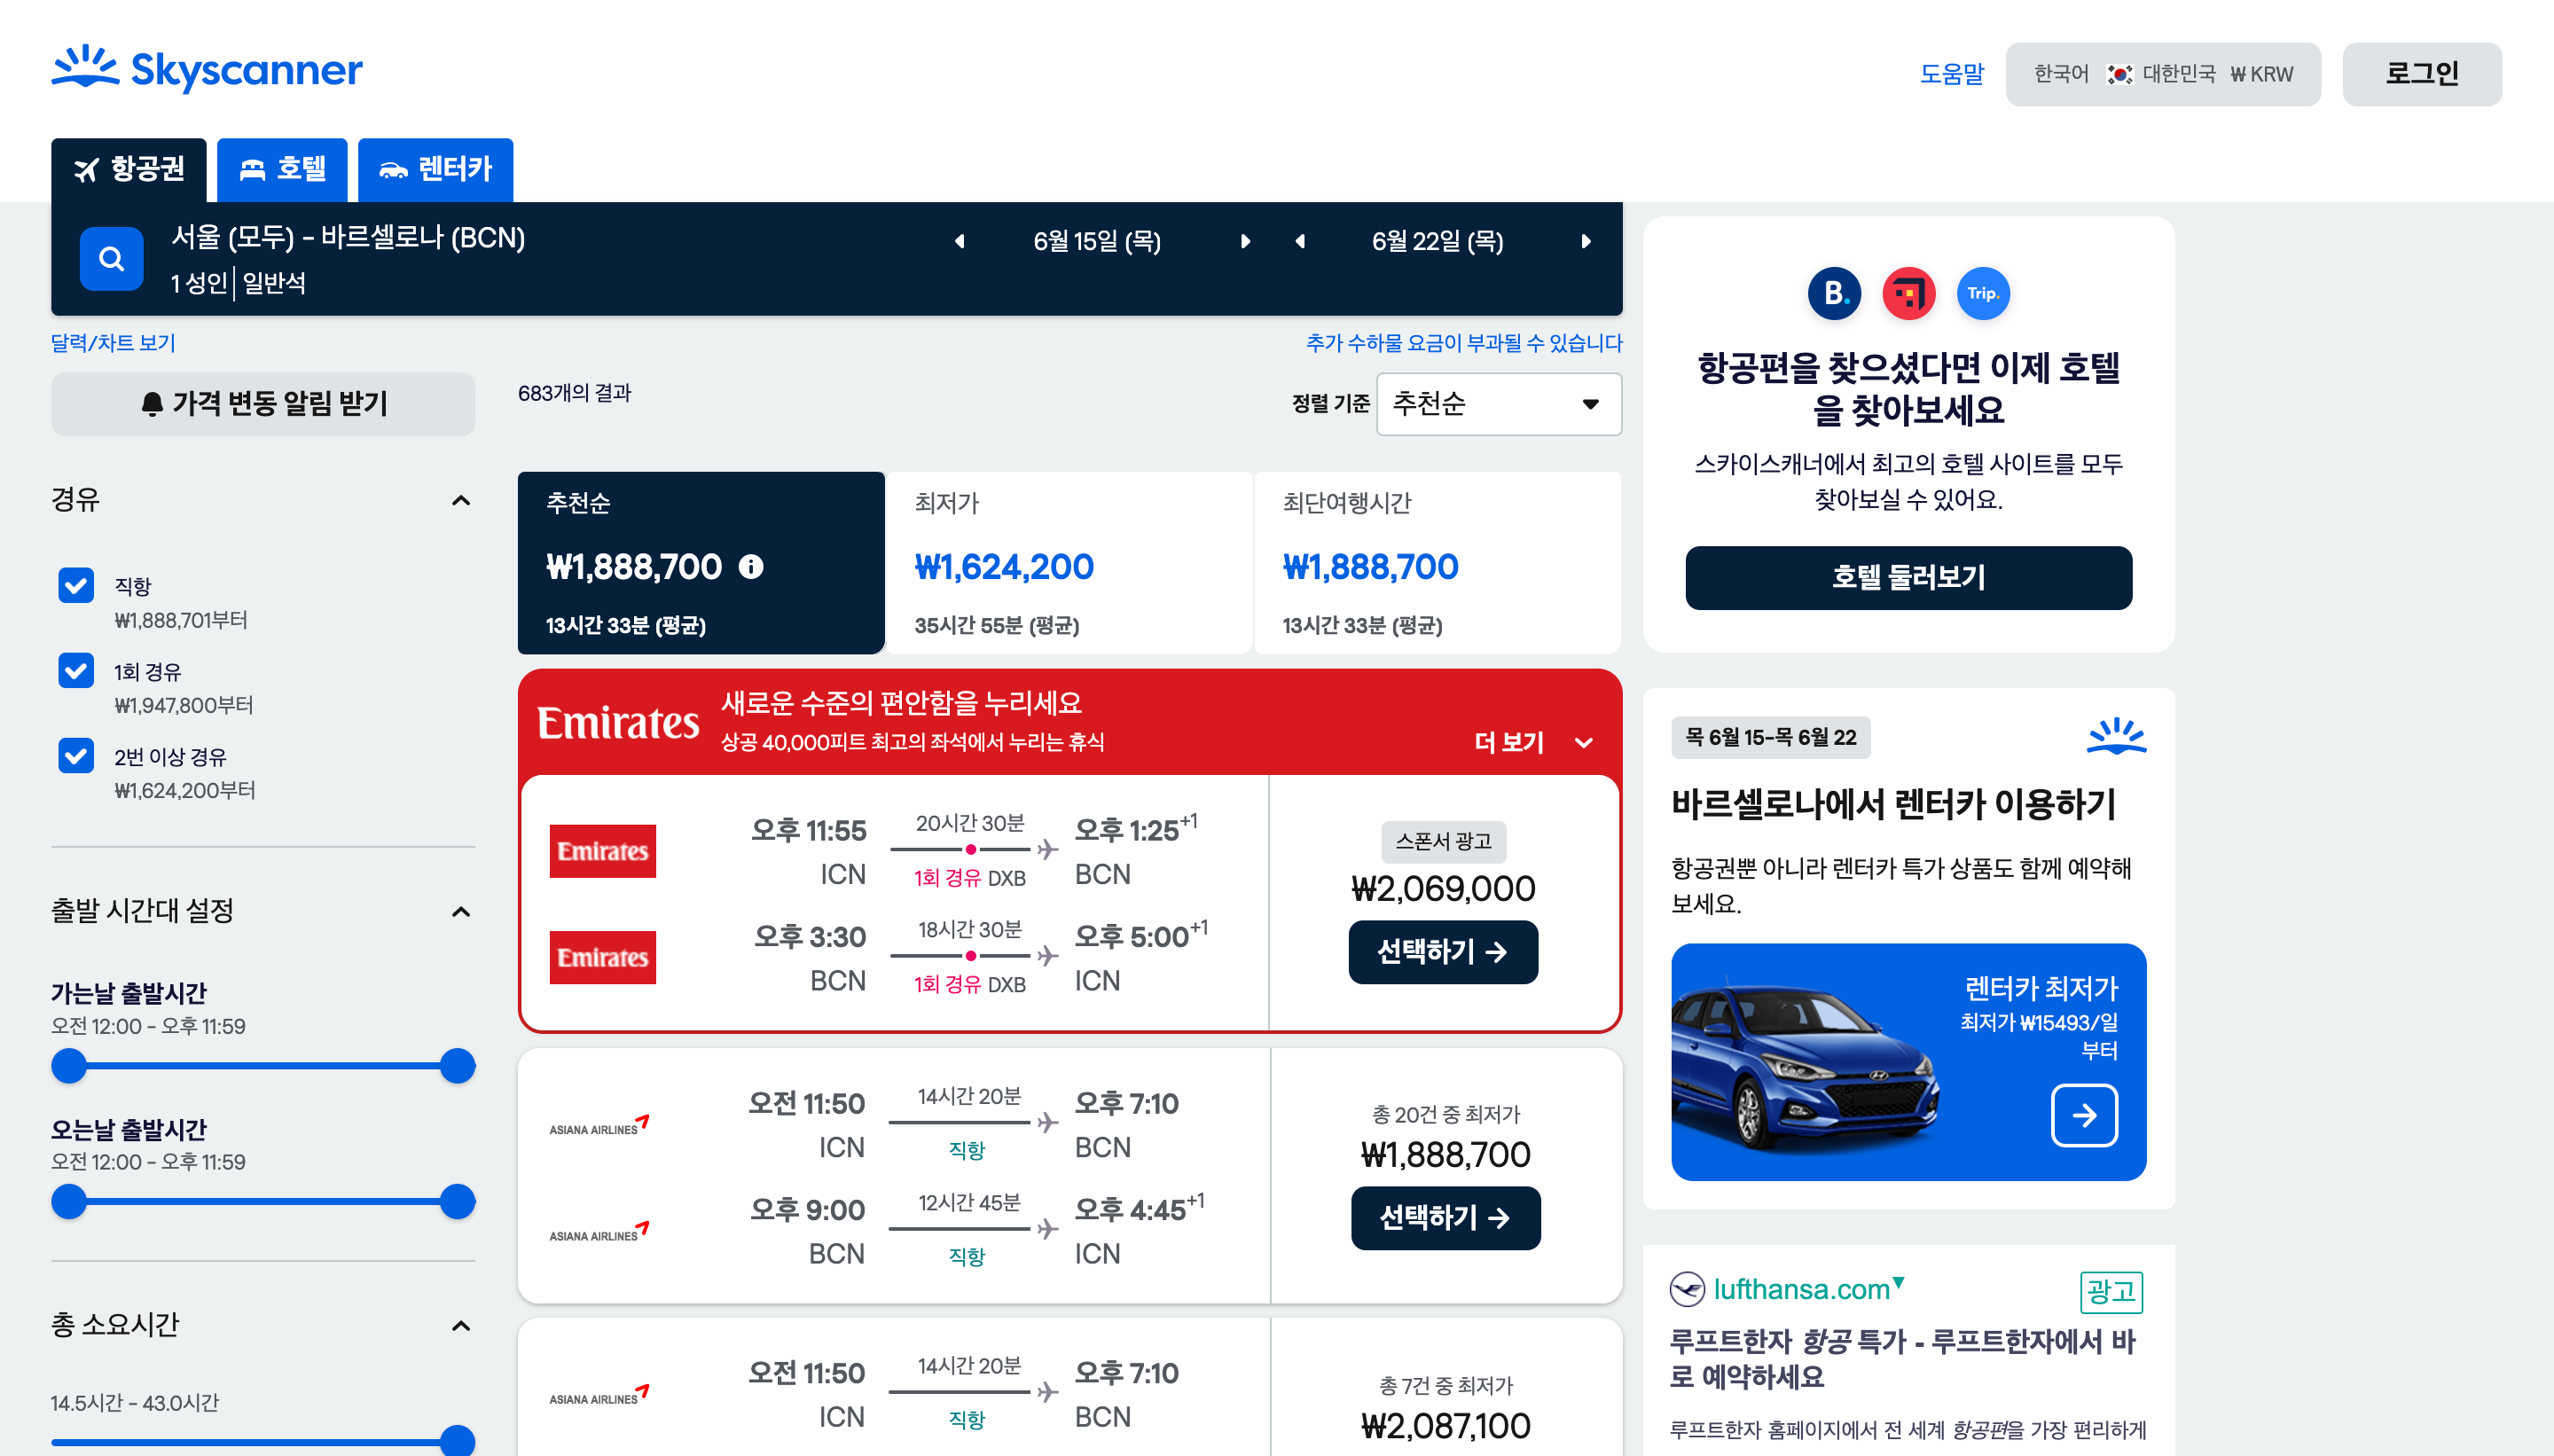 Skyscanner
도움말
한국어 대한민국 ₩ KRW
로그인
항공권
호텔
렌터카
서울 (모두) - 바르셀로나 (BCN)
1 성인 | 일반석
6월 15일 (목)
6월 22일 (목)
달력/차트 보기
추가 수하물 요금이 부과될 수 있습니다
가격 변동 알림 받기
683개의 결과
정렬 기준
추천순
경유
직항
₩1,888,701부터
1회 경유
₩1,947,800부터
2번 이상 경유
₩1,624,200부터
출발 시간대 설정
가는날 출발시간
오전 12:00 - 오후 11:59
오는날 출발시간
오전 12:00 - 오후 11:59
총 소요시간
14.5시간 - 43.0시간
추천순
₩1,888,700
13시간 33분 (평균)
최저가
₩1,624,200
35시간 55분 (평균)
최단여행시간
₩1,888,700
13시간 33분 (평균)
Emirates
새로운 수준의 편안함을 누리세요
상공 40,000피트 최고의 좌석에서 누리는 휴식
더 보기
Emirates
오후 11:55
ICN
20시간 30분
1회 경유 DXB
오후 1:25+1
BCN
Emirates
오후 3:30
BCN
18시간 30분
1회 경유 DXB
오후 5:00+1
ICN
스폰서 광고
₩2,069,000
선택하기 →
ASIANA AIRLINES
오전 11:50
ICN
14시간 20분
직항
오후 7:10
BCN
ASIANA AIRLINES
오후 9:00
BCN
12시간 45분
직항
오후 4:45+1
ICN
총 20건 중 최저가
₩1,888,700
선택하기 →
ASIANA AIRLINES
오전 11:50
ICN
14시간 20분
직항
오후 7:10
BCN
총 7건 중 최저가
₩2,087,100
B.
Trip.
항공편을 찾으셨다면 이제 호텔
을 찾아보세요
스카이스캐너에서 최고의 호텔 사이트를 모두
찾아보실 수 있어요.
호텔 둘러보기
목 6월 15-목 6월 22
바르셀로나에서 렌터카 이용하기
항공권뿐 아니라 렌터카 특가 상품도 함께 예약해
보세요.
렌터카 최저가
최저가 ₩15493/일
부터
lufthansa.com
광고
루프트한자 항공 특가 - 루프트한자에서 바
로 예약하세요
루프트한자 홈페이지에서 전 세계 항공편을 가장 편리하게